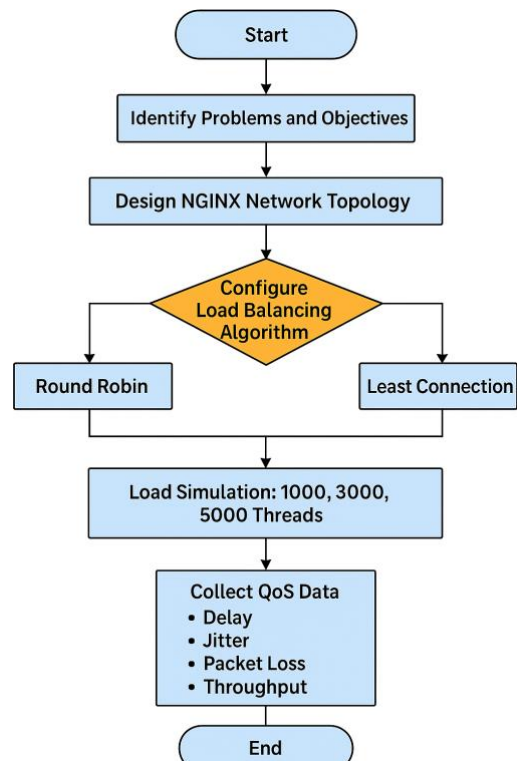 Start
Identify Problems and Objectives
Design NGINX Network Topology
Configure
Load Balancing
Algorithm
Round Robin
Least Connection
Load Simulation: 1000, 3000,
5000 Threads
Collect QoS Data
• Delay
• Jitter
• Packet Loss
• Throughput
End